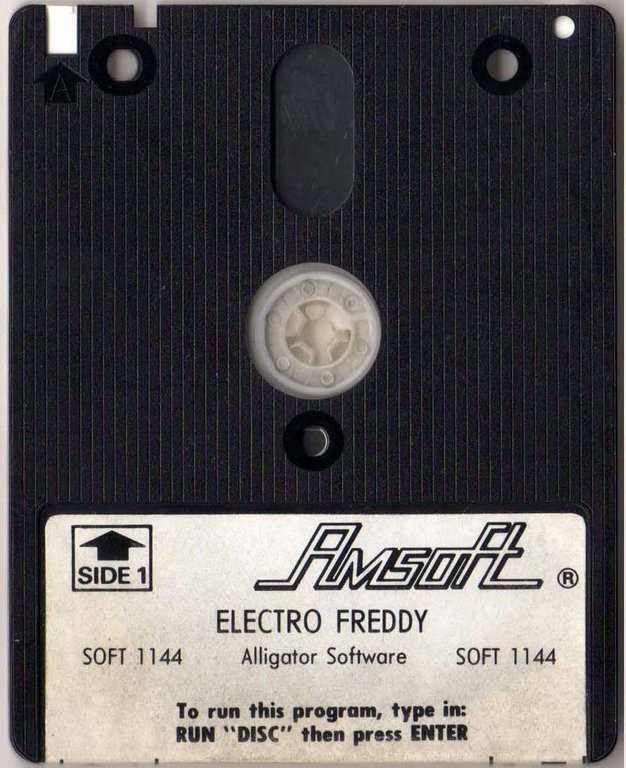 A
SIDE 1
Amsoft ®
ELECTRO FREDDY
SOFT 1144 Alligator Software SOFT 1144
To run this program, type in:
RUN "DISC" then press ENTER